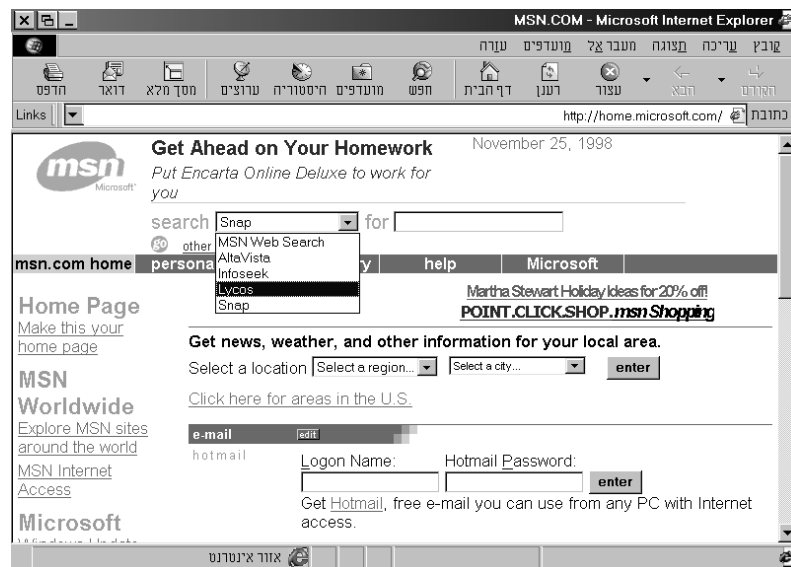 MSN.COM - Microsoft Internet Explorer
קובץ עריכה תצוגה מעבר אל מועדפים עזרה
הקודם הבא עצור רענן דף הבית חפש מועדפים היסטוריה ערוצים מסך מלא דואר הדפס
כתובת http://home.microsoft.com/ Links
msn
Microsoft
Get Ahead on Your Homework
November 25, 1998
Put Encarta Online Deluxe to work for
you
search Snap for
go other
MSN Web Search
AltaVista
Infoseek
Lycos
Snap
msn.com home persona y help Microsoft
Martha Stewart Holiday Ideas for 20% off!
POINT.CLICK.SHOP.msn Shopping
Home Page
Make this your
home page
MSN
Worldwide
Explore MSN sites
around the world
MSN Internet
Access
Microsoft
Get news, weather, and other information for your local area.
Select a location Select a region... Select a city... enter
Click here for areas in the U.S.
e-mail edit
hotmail
Logon Name: Hotmail Password:
enter
Get Hotmail, free e-mail you can use from any PC with Internet
access.
אזור אינטרנט